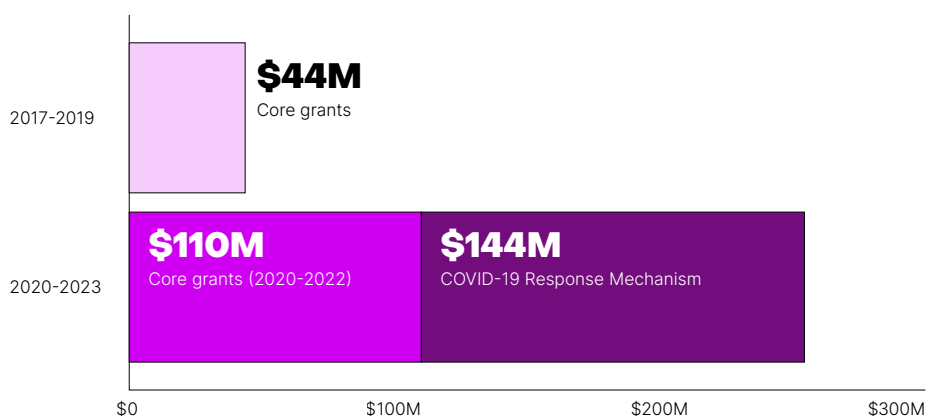 $44M
Core grants
2017-2019
$110M
Core grants (2020-2022)
$144M
COVID-19 Response Mechanism
2020-2023
$0
$100M
$200M
$300M